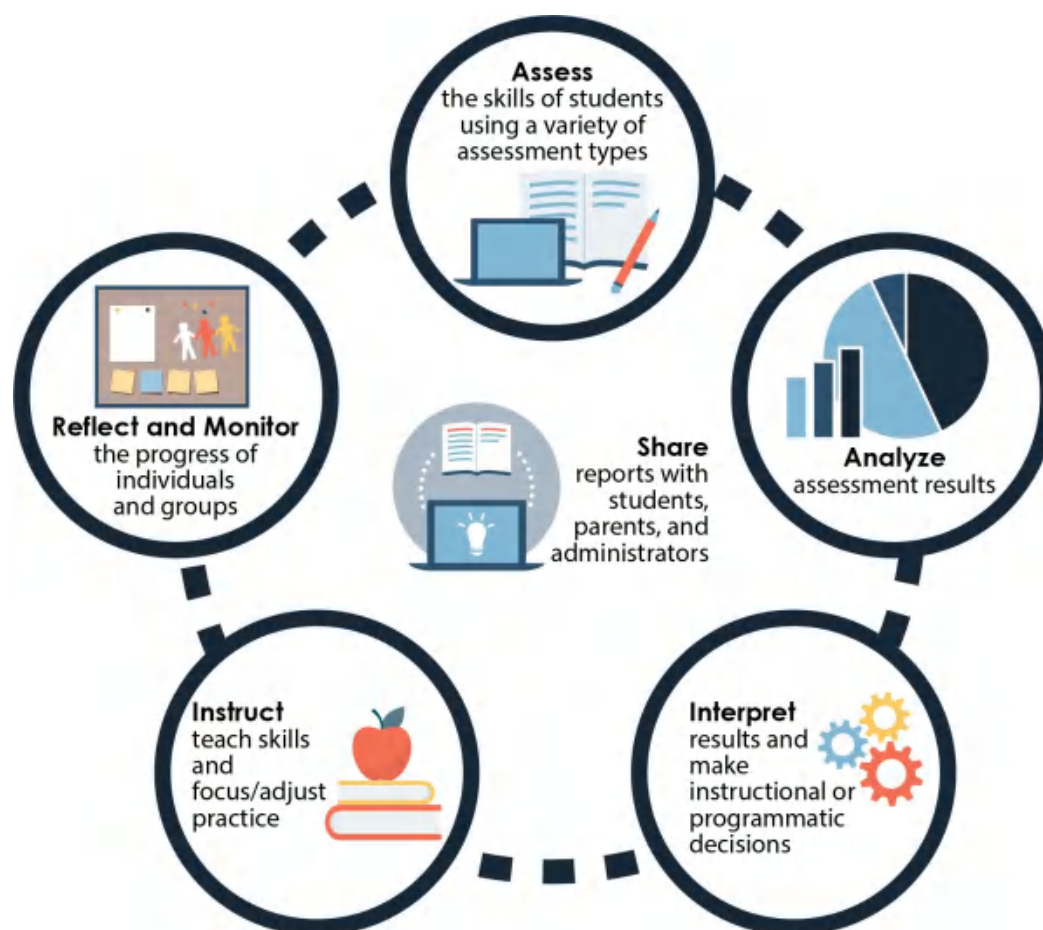 Assess
the skills of students
using a variety of
assessment types
Analyze
assessment results
Interpret
results and
make
instructional or
programmatic
decisions
Instruct
teach skills
and
focus/adjust
practice
Reflect and Monitor
the progress of
individuals
and groups
Share
reports with
students,
parents, and
administrators